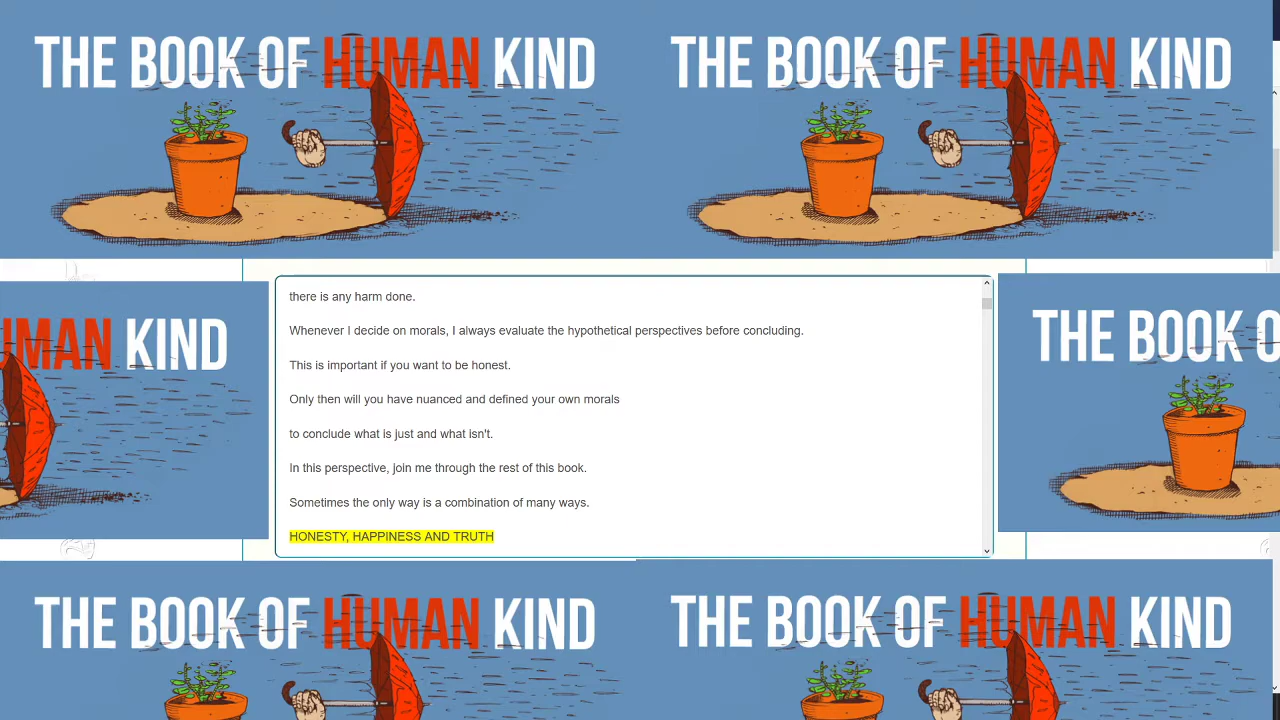 THE BOOK OF HUMAN KIND
THE BOOK OF HUMAN KIND
there is any harm done.
Whenever I decide on morals, I always evaluate the hypothetical perspectives before concluding.
This is important if you want to be honest.
Only then will you have nuanced and defined your own morals
to conclude what is just and what isn't.
In this perspective, join me through the rest of this book.
Sometimes the only way is a combination of many ways.
HONESTY, HAPPINESS AND TRUTH
UMAN KIND
THE BOOK O
THE BOOK OF HUMAN KIND
THE BOOK OF HUMAN KIND